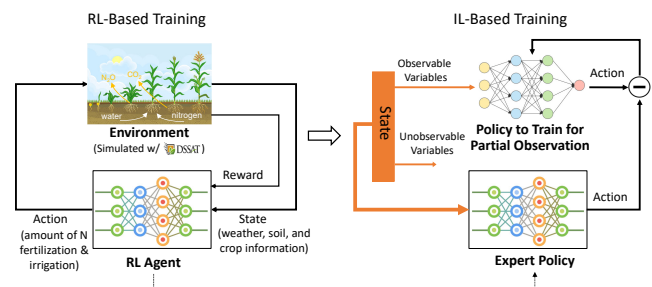 RL-Based Training
N₂O
CO₂
water
nitrogen
Environment
(Simulated w/ DSSAT)
Reward
Action
(amount of N
fertilization &
irrigation)
State
(weather, soil, and
crop information)
RL Agent
IL-Based Training
State
Observable
Variables
Unobservable
Variables
Action
Policy to Train for
Partial Observation
Action
Expert Policy